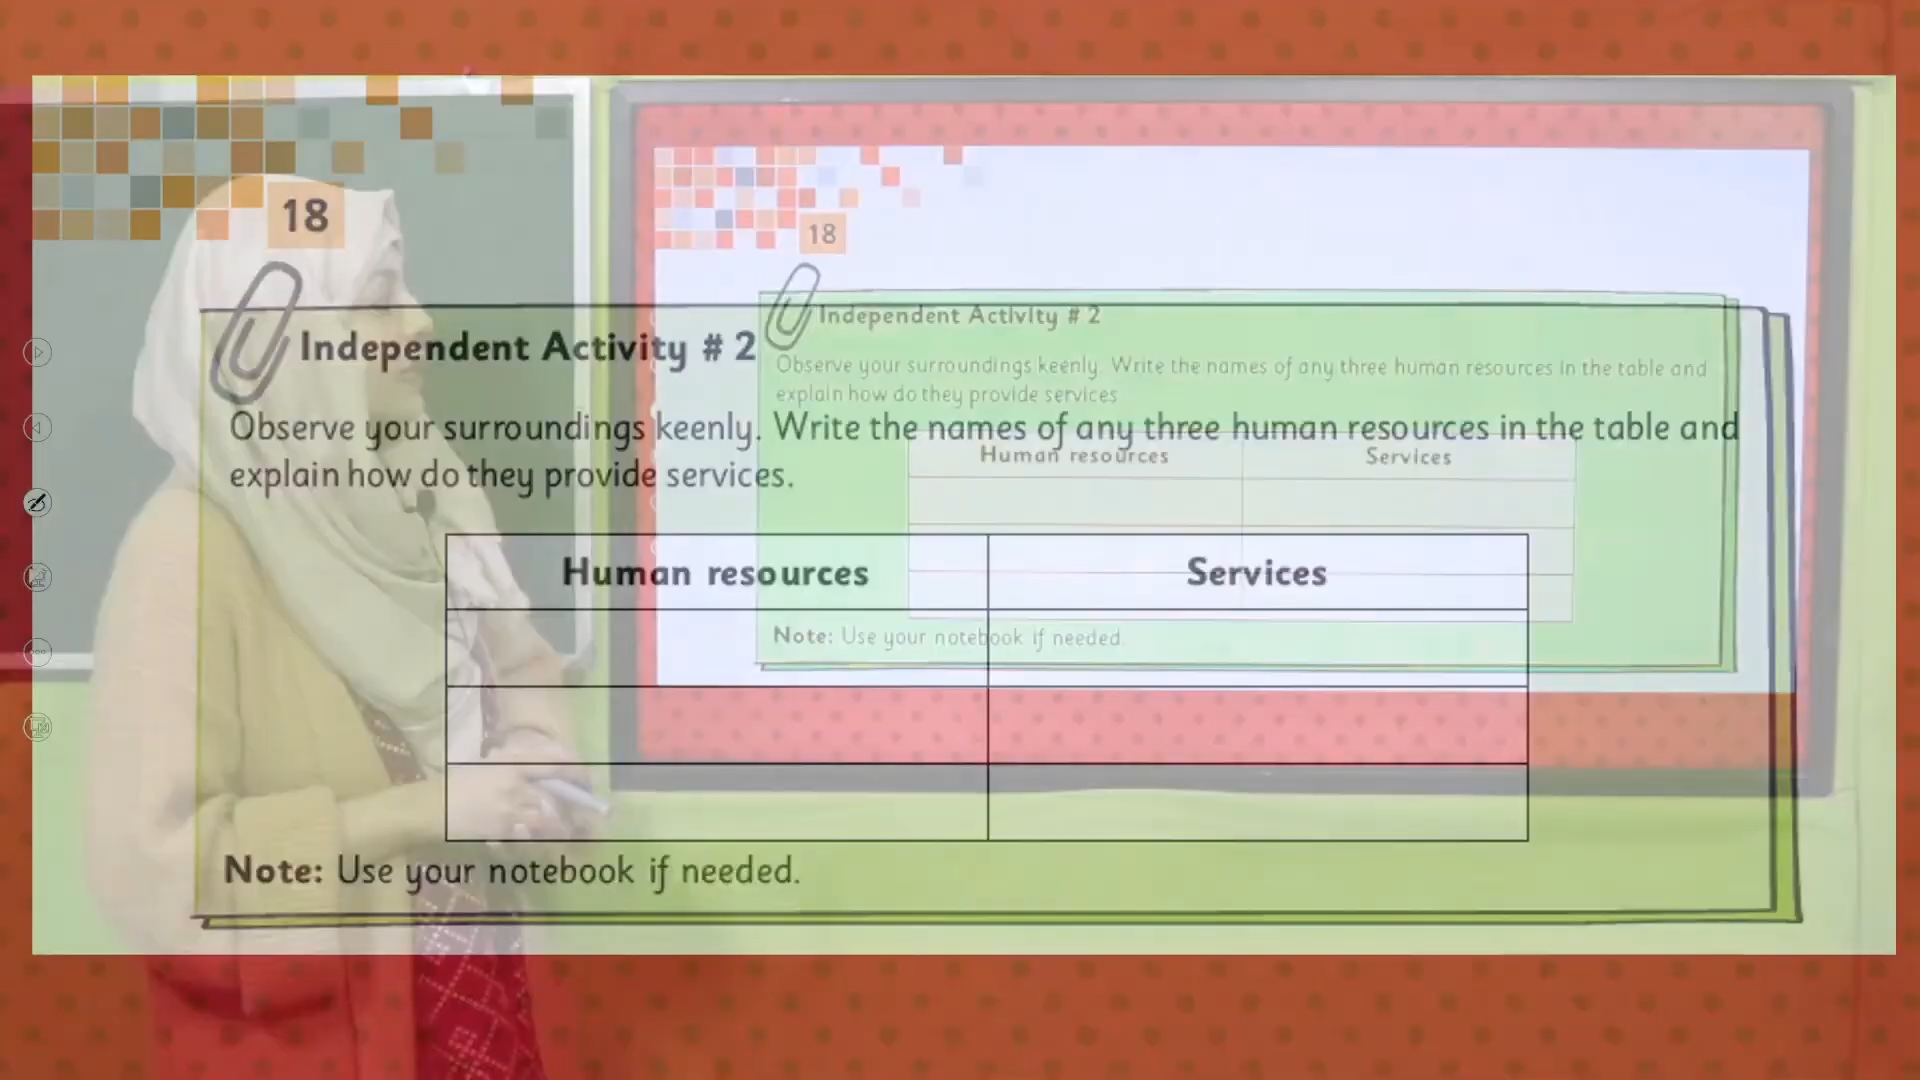 18
Independent Activity # 2
Observe your surroundings keenly. Write the names of any three human resources in the table and
explain how do they provide services.
Human resources Services
Note: Use your notebook if needed.
18
Independent Activity # 2
Observe your surroundings keenly. Write the names of any three human resources in the table and
explain how do they provide services
Human resources Services
Note: Use your notebook if needed.